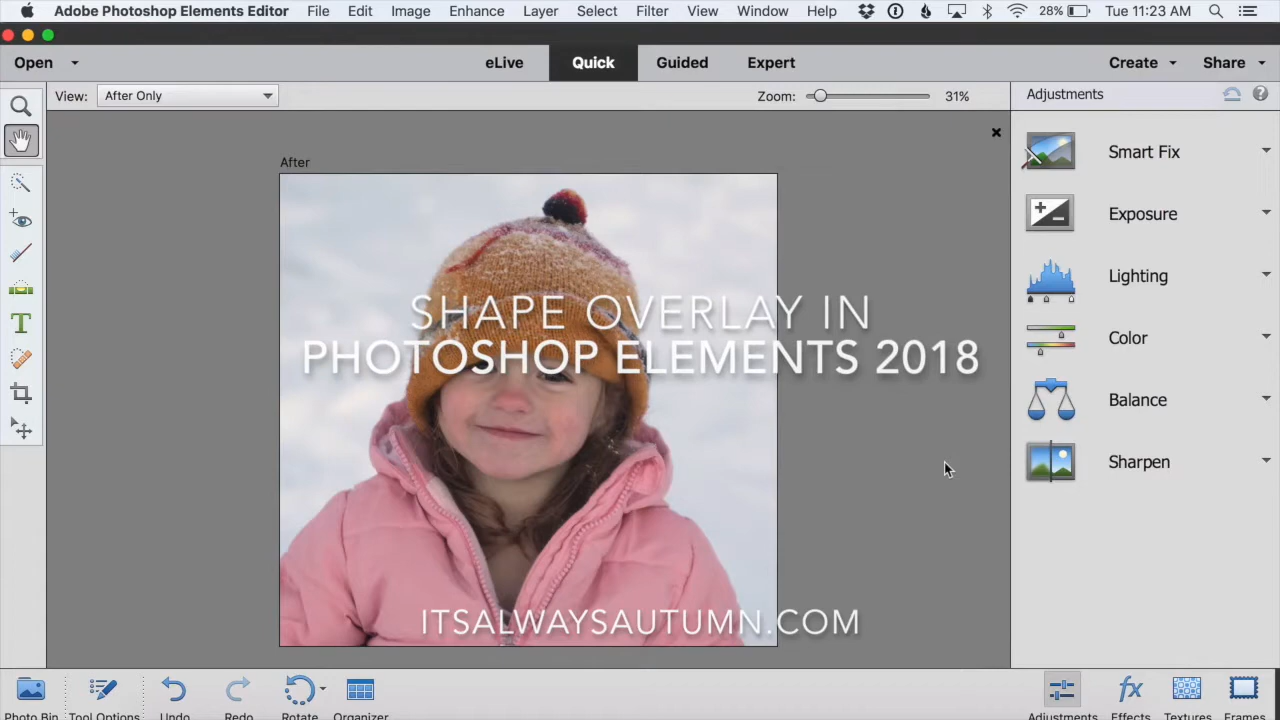 Adobe Photoshop Elements Editor File Edit Image Enhance Layer Select Filter View Window Help 28% Tue 11:23 AM
Open eLive Quick Guided Expert Create Share
View: After Only Zoom: 31% Adjustments
After
Smart Fix
Exposure
Lighting
Color
Balance
Sharpen
SHAPE OVERLAY IN
PHOTOSHOP ELEMENTS 2018
ITSALWAYSAUTUMN.COM
Photo Bin Tool Options Undo Redo Rotate Organizer Adjustments Effects Textures Frames